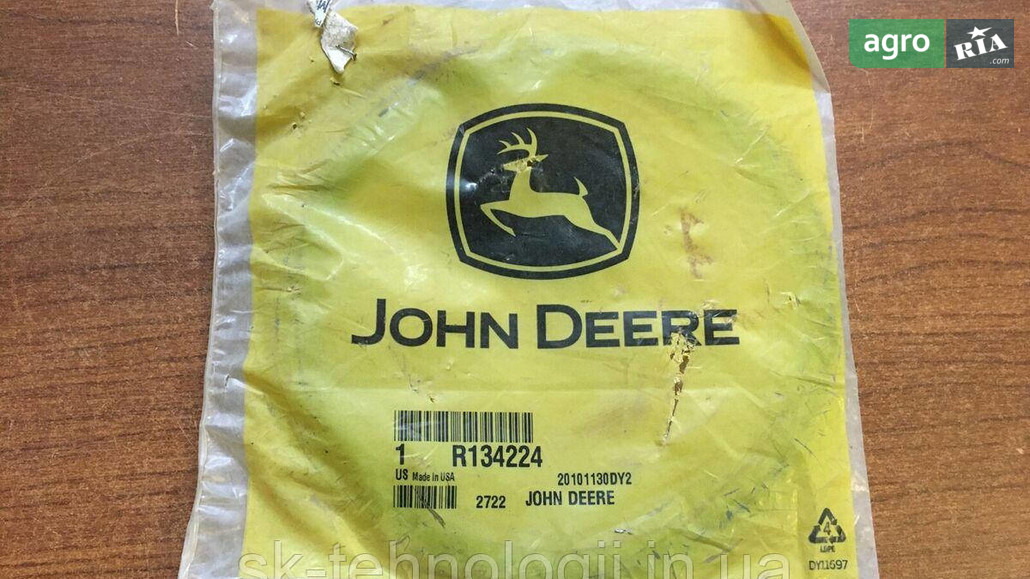 agro RIA
.com
JOHN DEERE
1 R134224
US Made in USA 20101130DY2
2722 JOHN DEERE
4
LDPE
DY11697
sk-tehnologii.in.ua